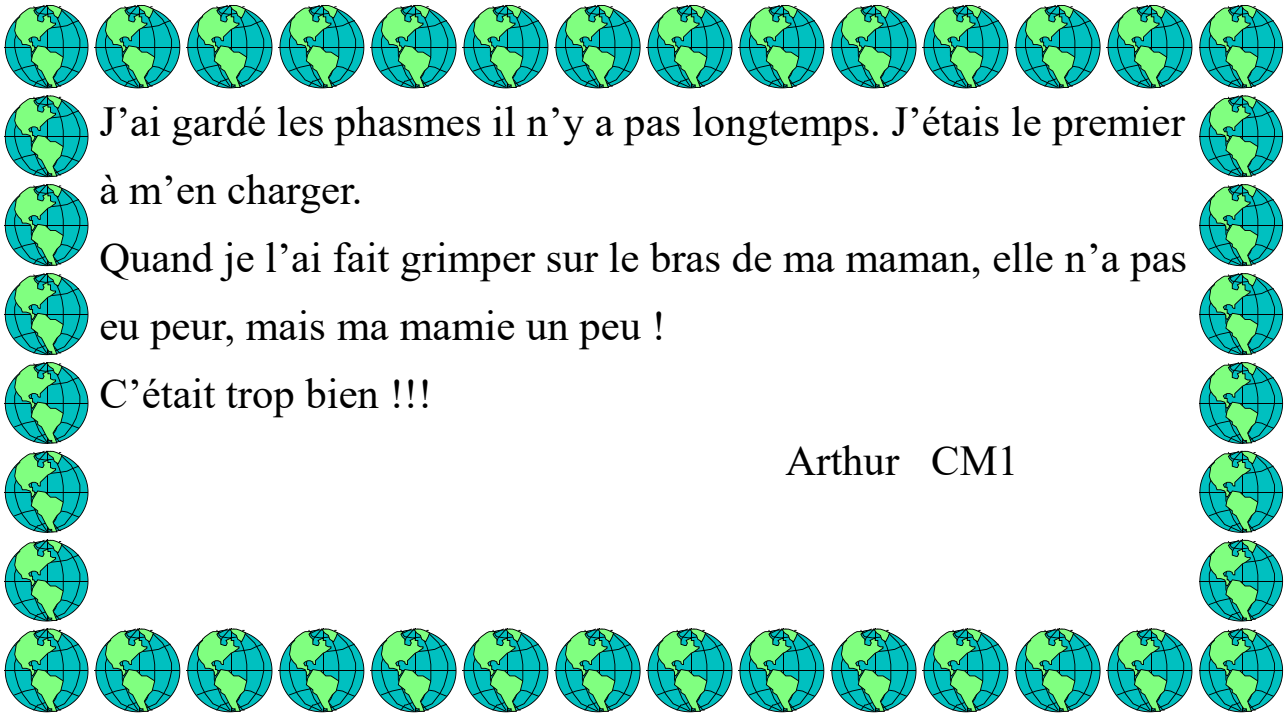 J’ai gardé les phasmes il n’y a pas longtemps. J’étais le premier
à m’en charger.
Quand je l’ai fait grimper sur le bras de ma maman, elle n’a pas
eu peur, mais ma mamie un peu !
C’était trop bien !!!
Arthur   CM1